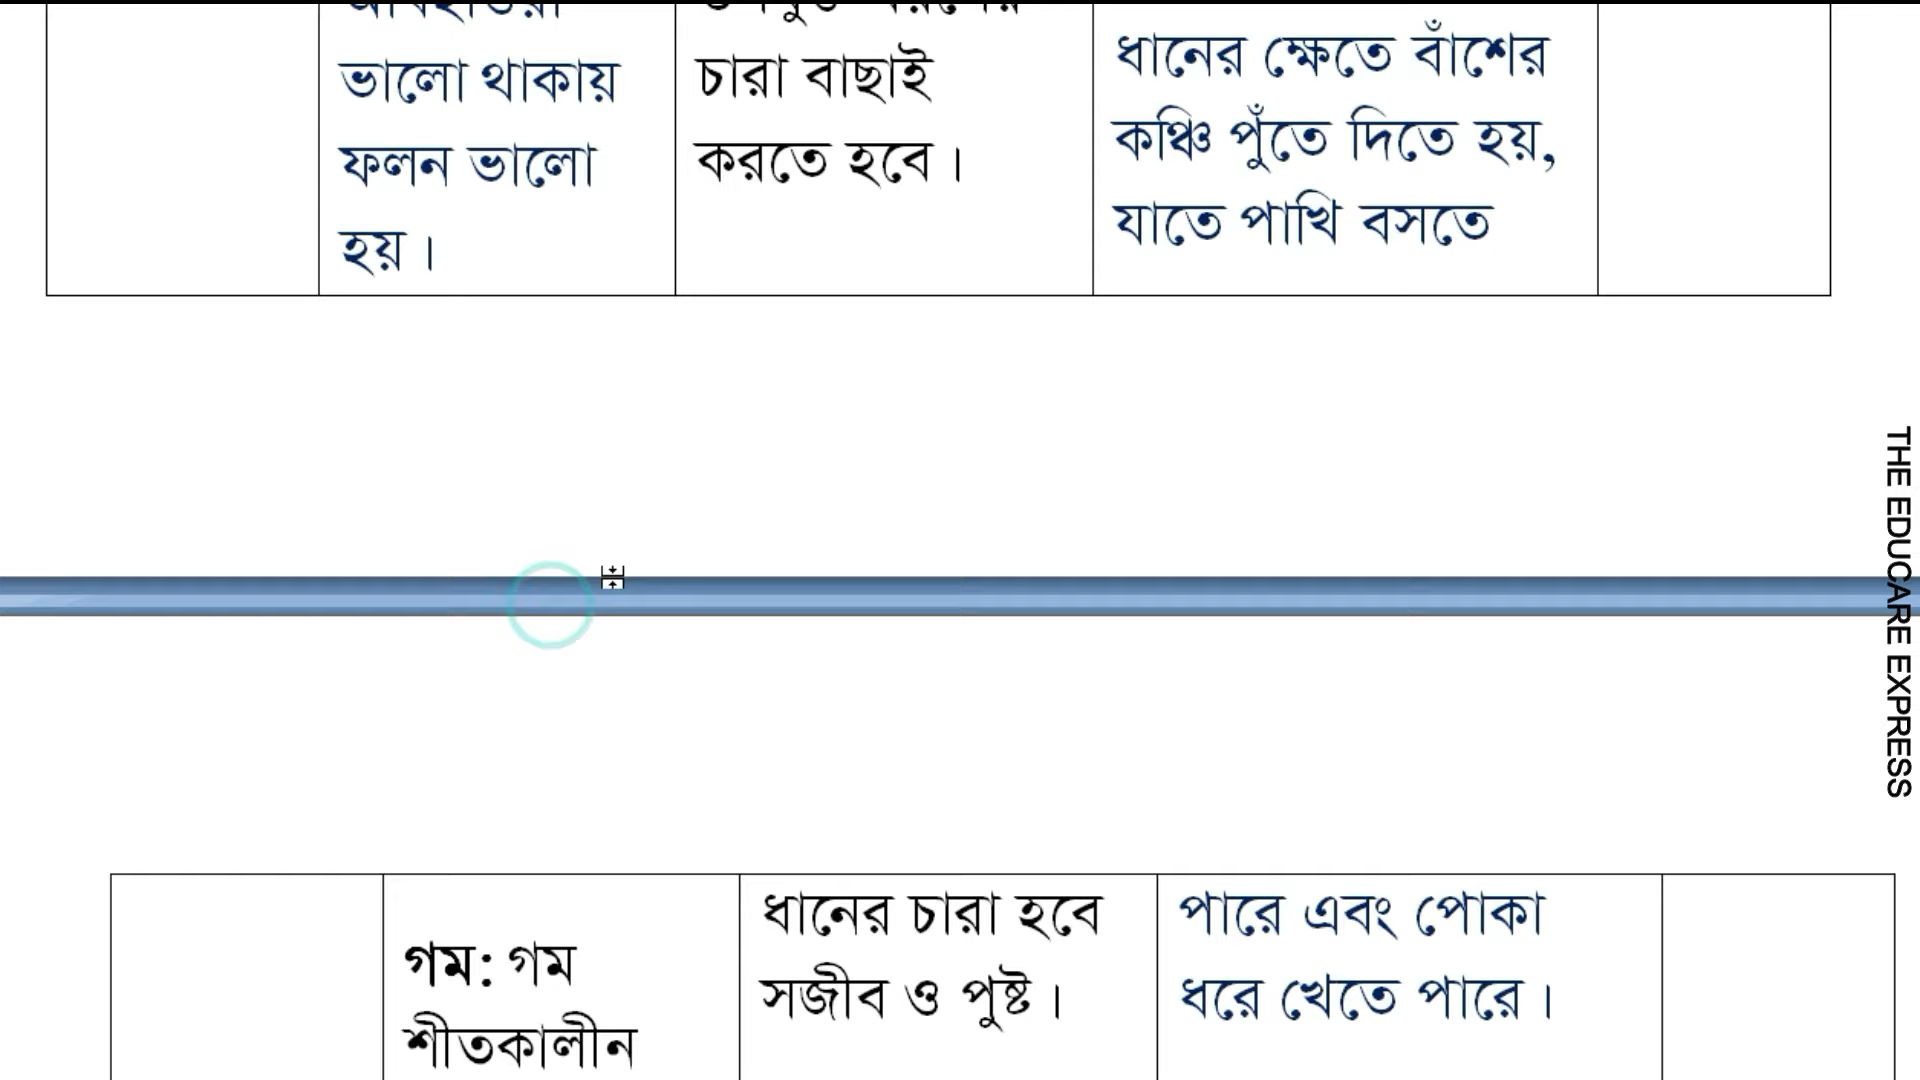 ভালো থাকায়
ফলন ভালো
হয়।
চারা বাছাই
করতে হবে।
ধানের ক্ষেতে বাঁশের
কঞ্চি পুঁতে দিতে হয়,
যাতে পাখি বসতে
THE EDUCARE EXPRESS
গম: গম
শীতকালীন
ধানের চারা হবে
সজীব ও পুষ্ট।
পারে এবং পোকা
ধরে খেতে পারে।